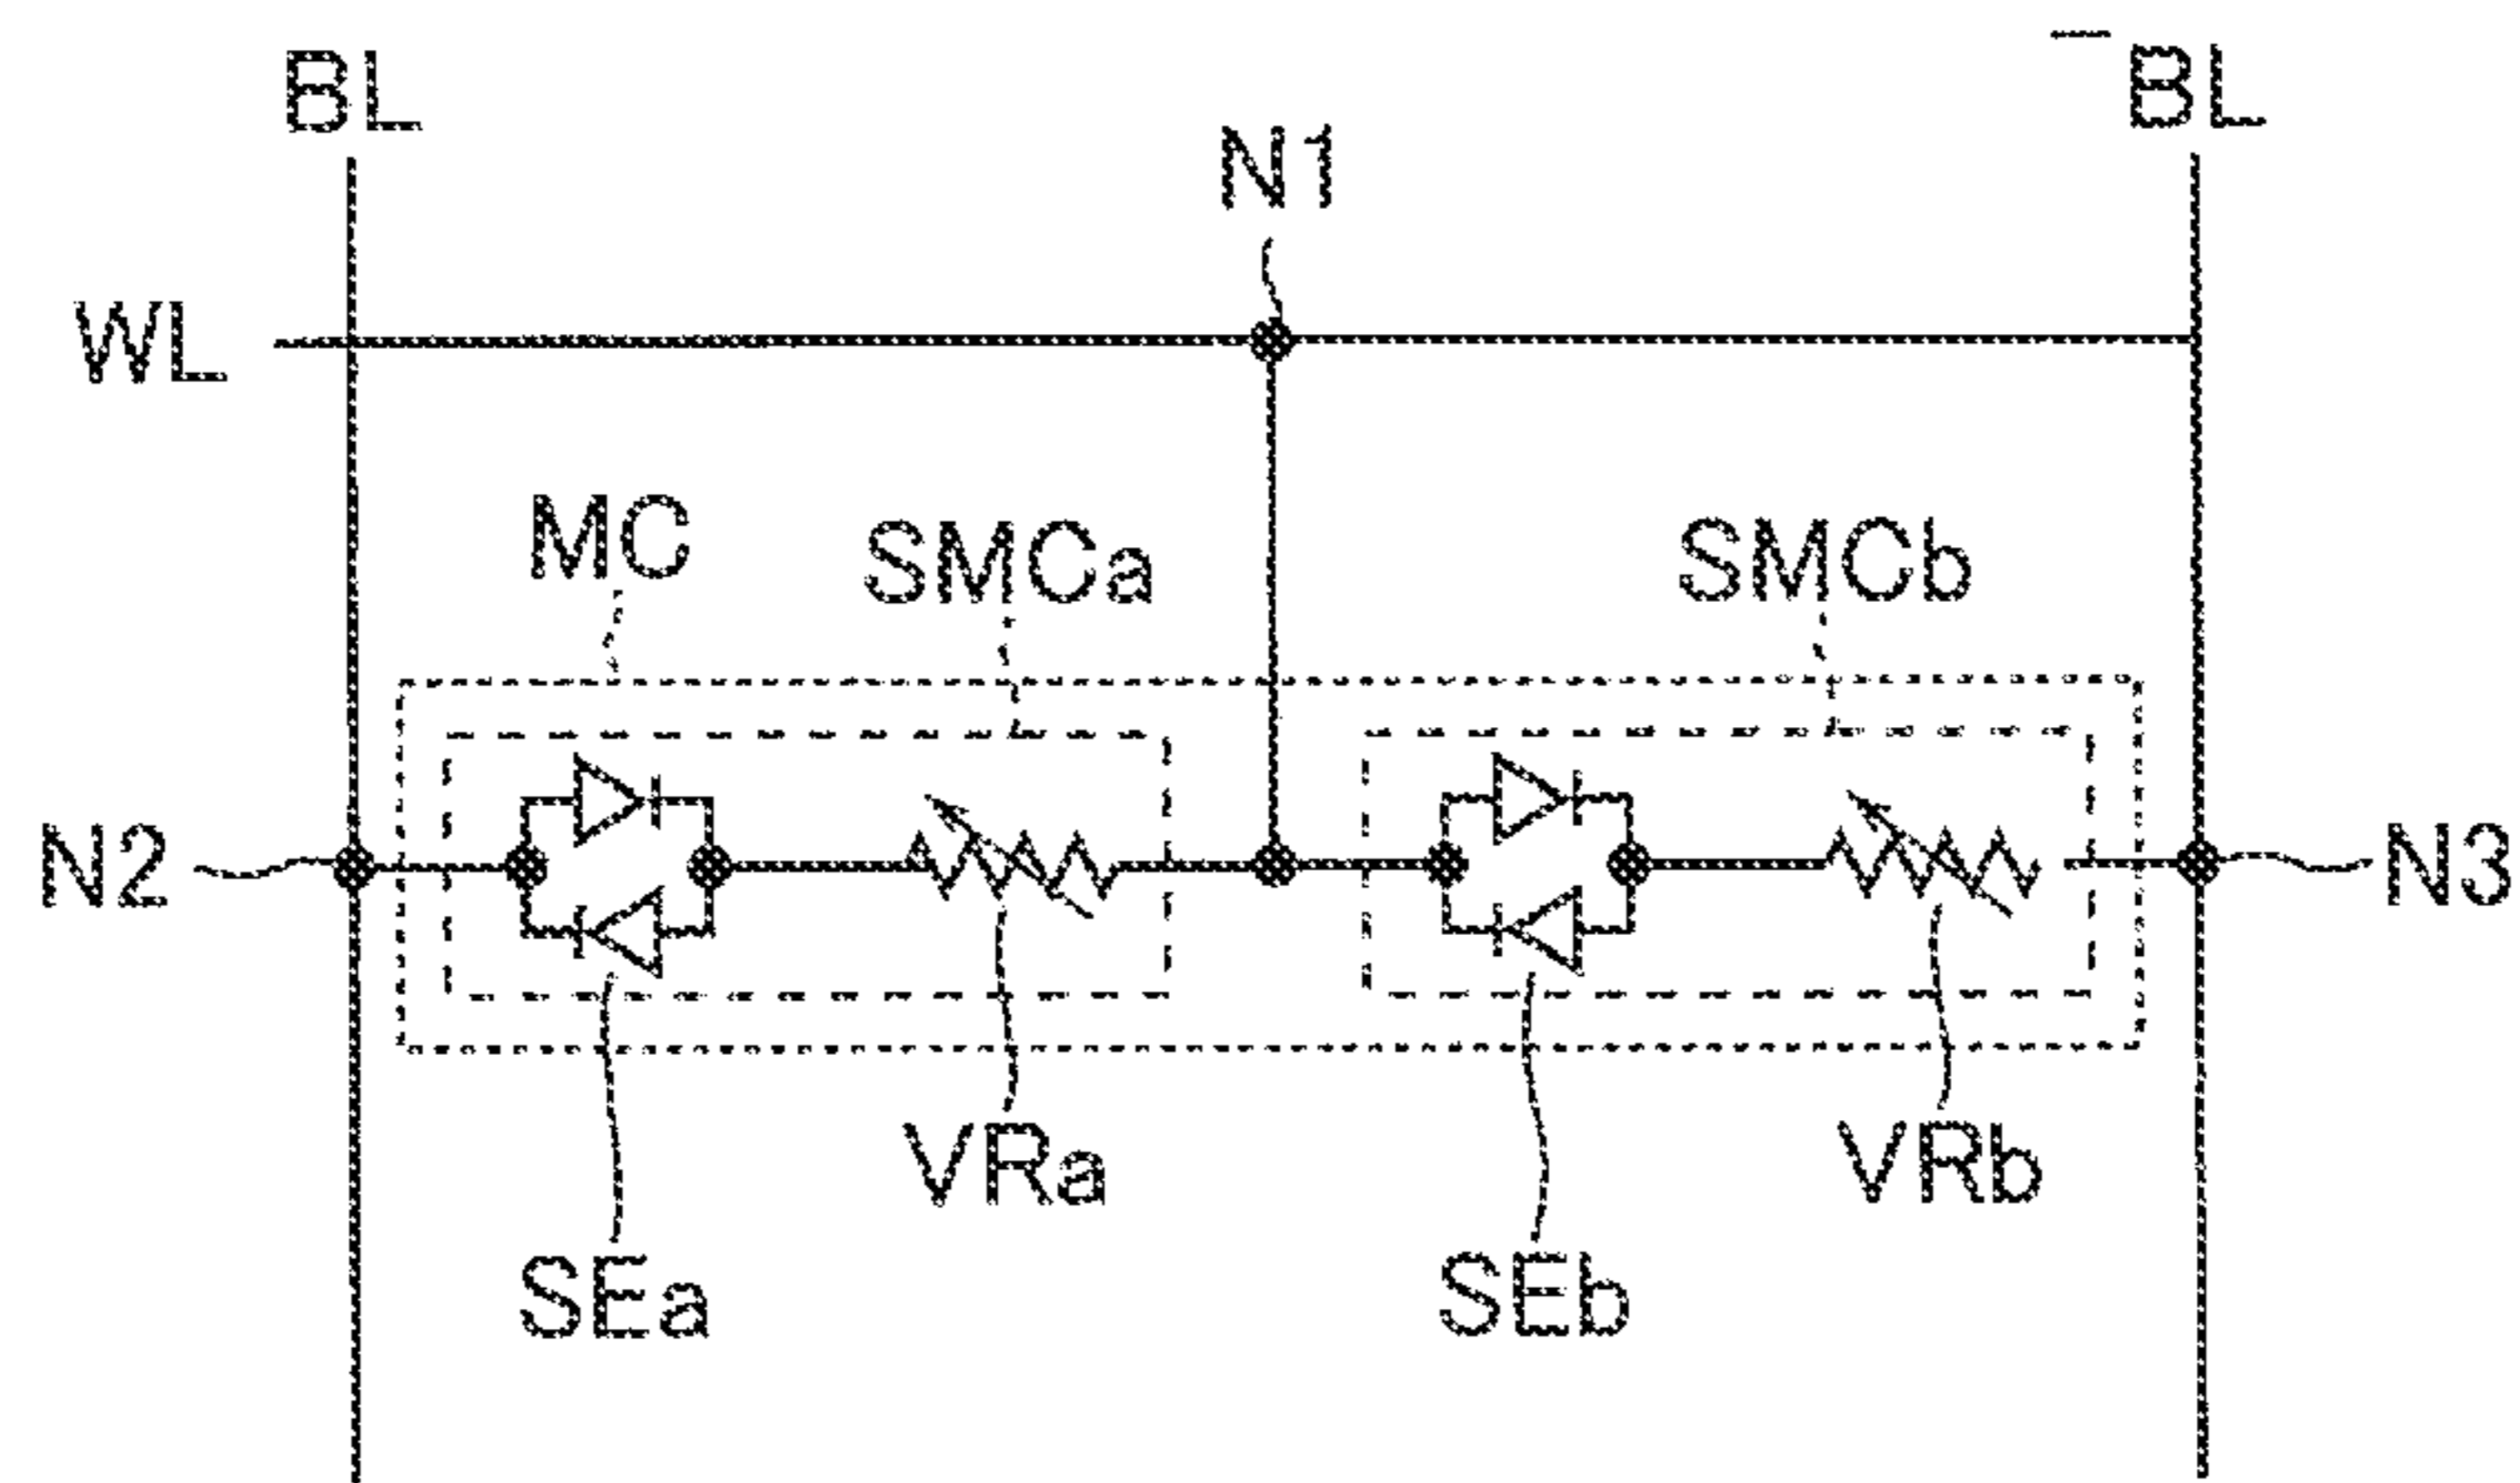 BL
‾BL
N1
WL
MC
SMCa
SMCb
N2
N3
VRa
VRb
SEa
SEb